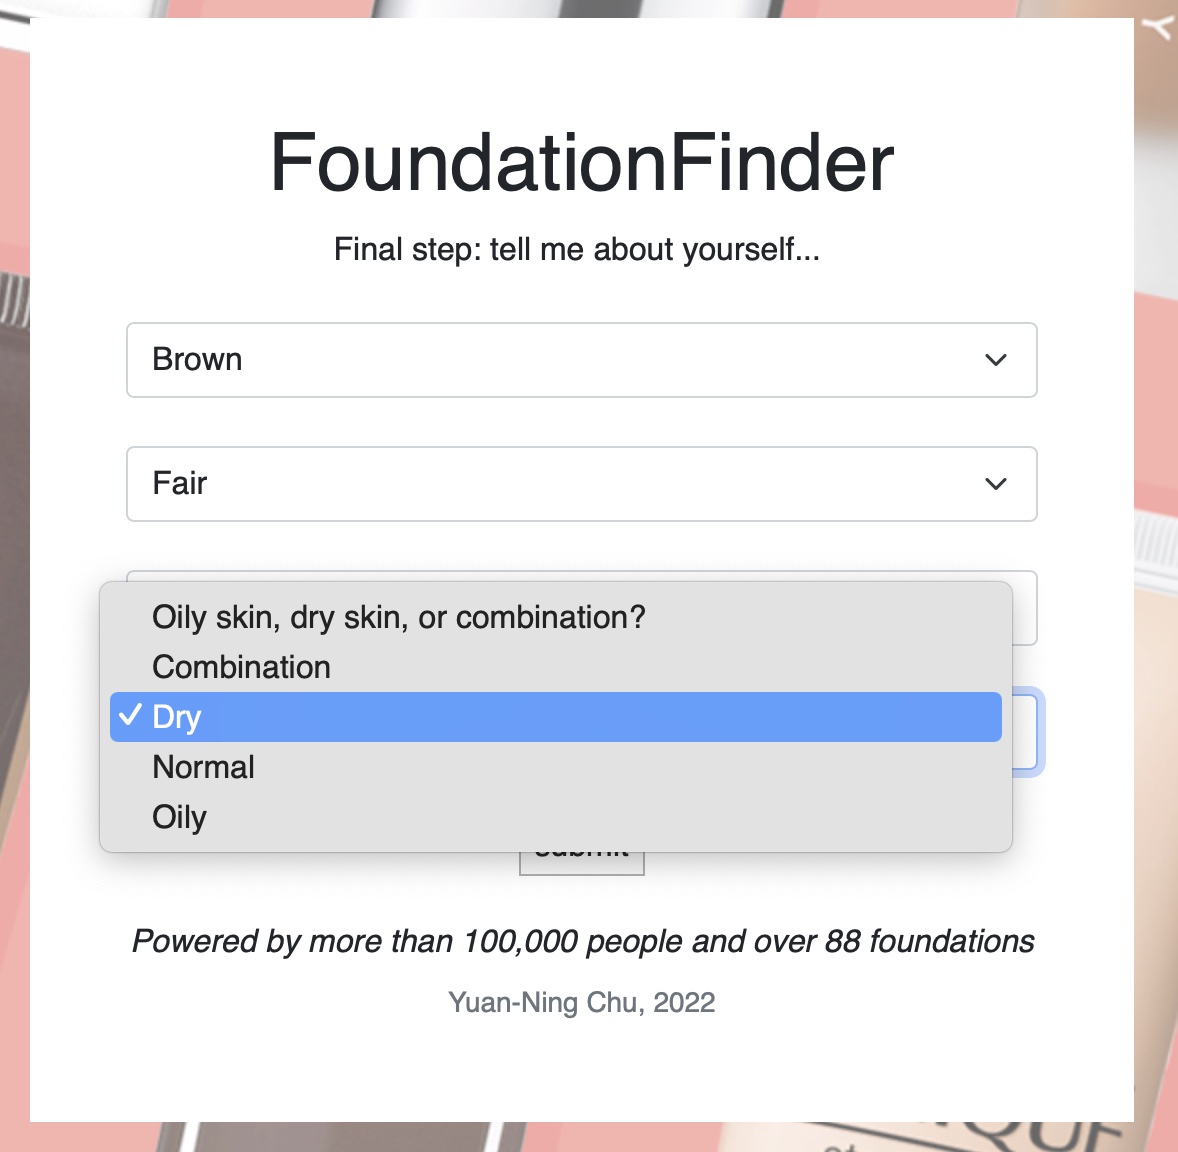 FoundationFinder
Final step: tell me about yourself...
Brown
Fair
Oily skin, dry skin, or combination?
Combination
✓ Dry
Normal
Oily
submit
Powered by more than 100,000 people and over 88 foundations
Yuan-Ning Chu, 2022